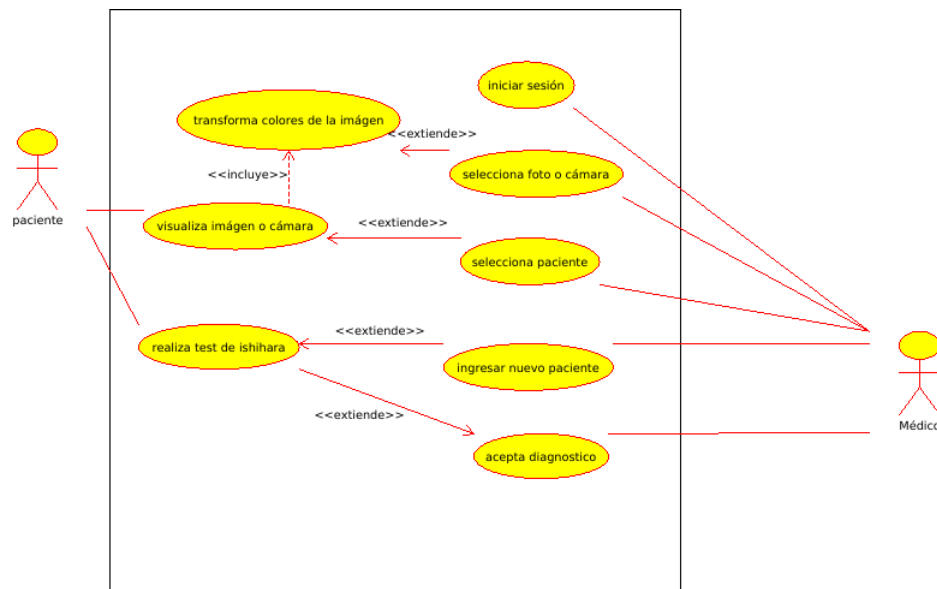 iniciar sesión
transforma colores de la imágen
<<extiende>>
selecciona foto o cámara
<<incluye>>
paciente
visualiza imágen o cámara
<<extiende>>
selecciona paciente
<<extiende>>
realiza test de ishihara
ingresar nuevo paciente
<<extiende>>
Médico
acepta diagnostico